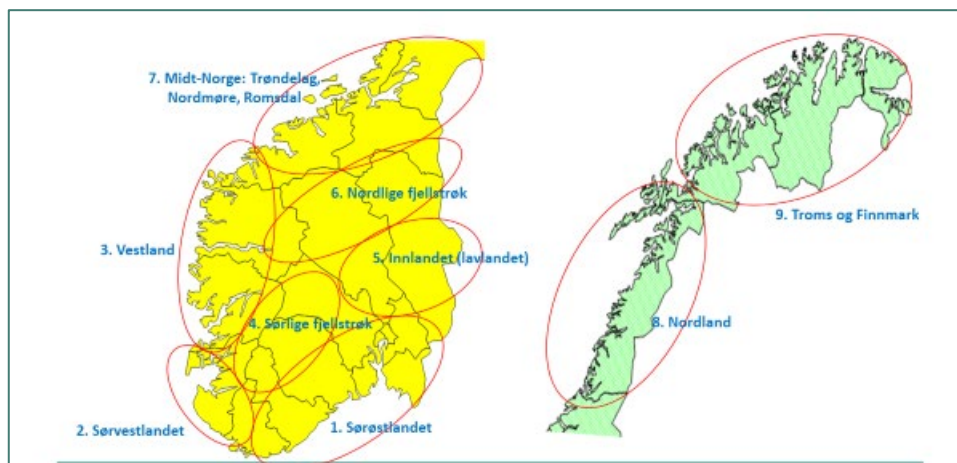 7. Midt-Norge: Trøndelag,
Nordmøre, Romsdal
6. Nørdlige fjellstrøk
3. Vestland
5. Innlandet (lavlandet)
4. Sørlige fjellstrøk
2. Sørvestlandet
1. Sørøstlandet
9. Troms og Finnmark
8. Nordland